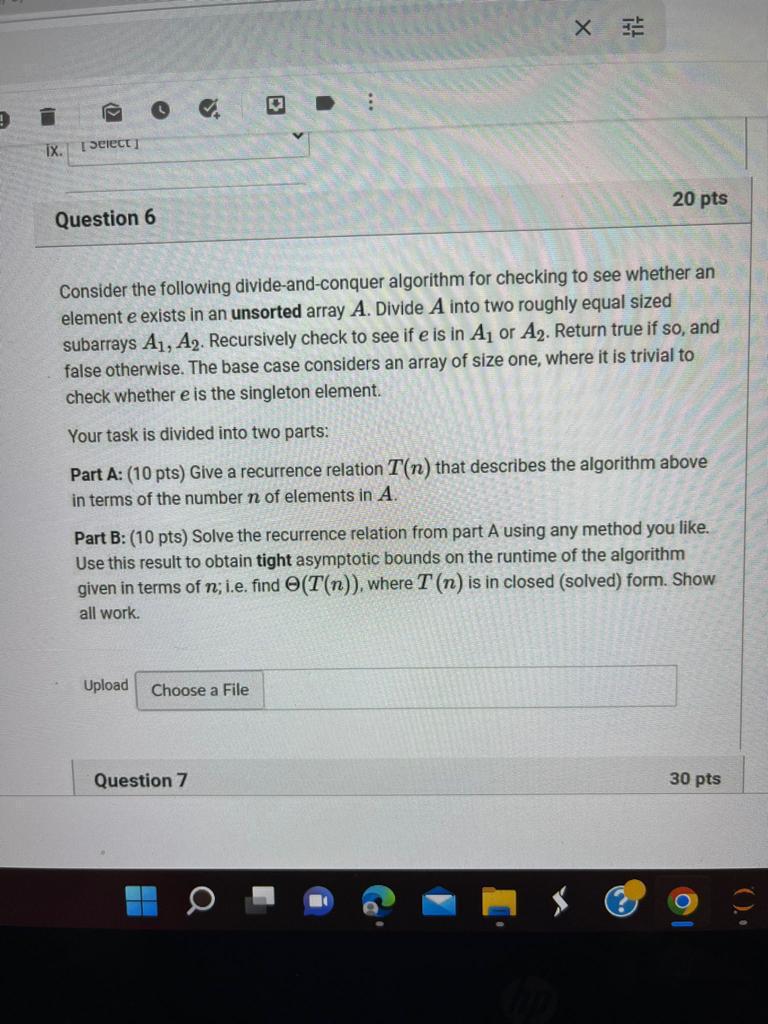 ix. [ Select ]
Question 6
20 pts
Consider the following divide-and-conquer algorithm for checking to see whether an
element e exists in an unsorted array A. Divide A into two roughly equal sized
subarrays A₁, A₂. Recursively check to see if e is in A₁ or A₂. Return true if so, and
false otherwise. The base case considers an array of size one, where it is trivial to
check whether e is the singleton element.
Your task is divided into two parts:
Part A: (10 pts) Give a recurrence relation T(n) that describes the algorithm above
in terms of the number n of elements in A.
Part B: (10 pts) Solve the recurrence relation from part A using any method you like.
Use this result to obtain tight asymptotic bounds on the runtime of the algorithm
given in terms of n; i.e. find Θ(T(n)), where T (n) is in closed (solved) form. Show
all work.
Upload Choose a File
Question 7
30 pts
hp